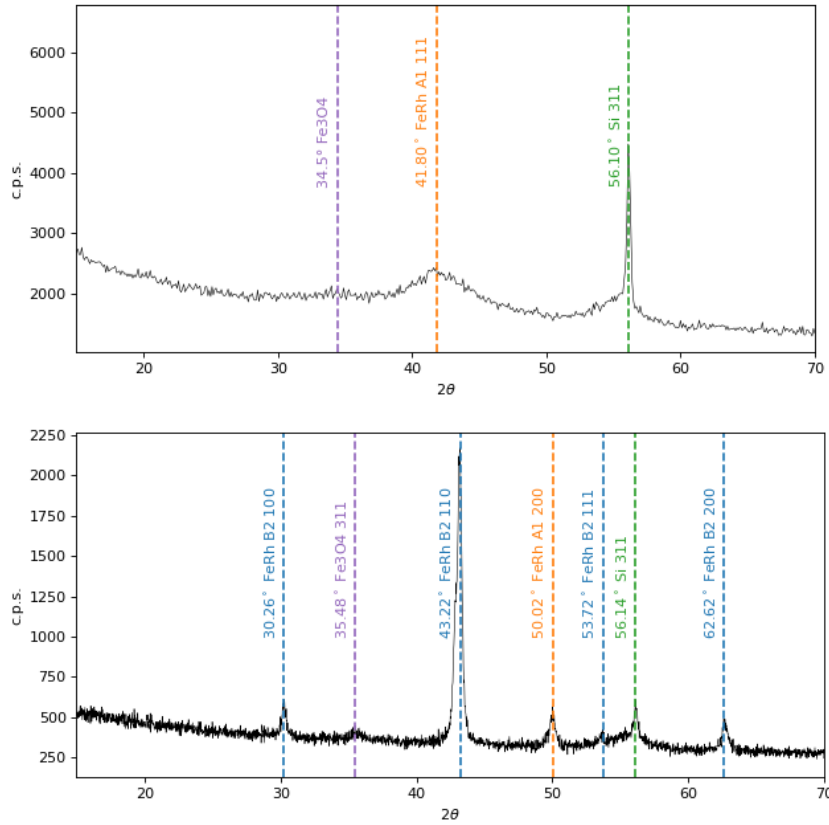 6000
5000
4000
3000
2000
c.p.s.
34.5° Fe3O4
41.80° FeRh A1 111
56.10° Si 311
20
30
40
50
60
70
2θ
2250
2000
1750
1500
1250
1000
750
500
250
c.p.s.
30.26° FeRh B2 100
35.48° Fe3O4 311
43.22° FeRh B2 110
50.02° FeRh A1 200
53.72° FeRh B2 111
56.14° Si 311
62.62° FeRh B2 200
20
30
40
50
60
70
2θ